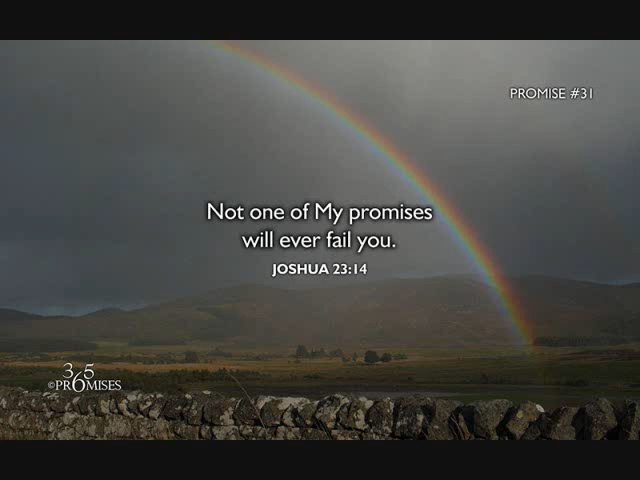 PROMISE #31
Not one of My promises
will ever fail you.
JOSHUA 23:14
365
©PROMISES